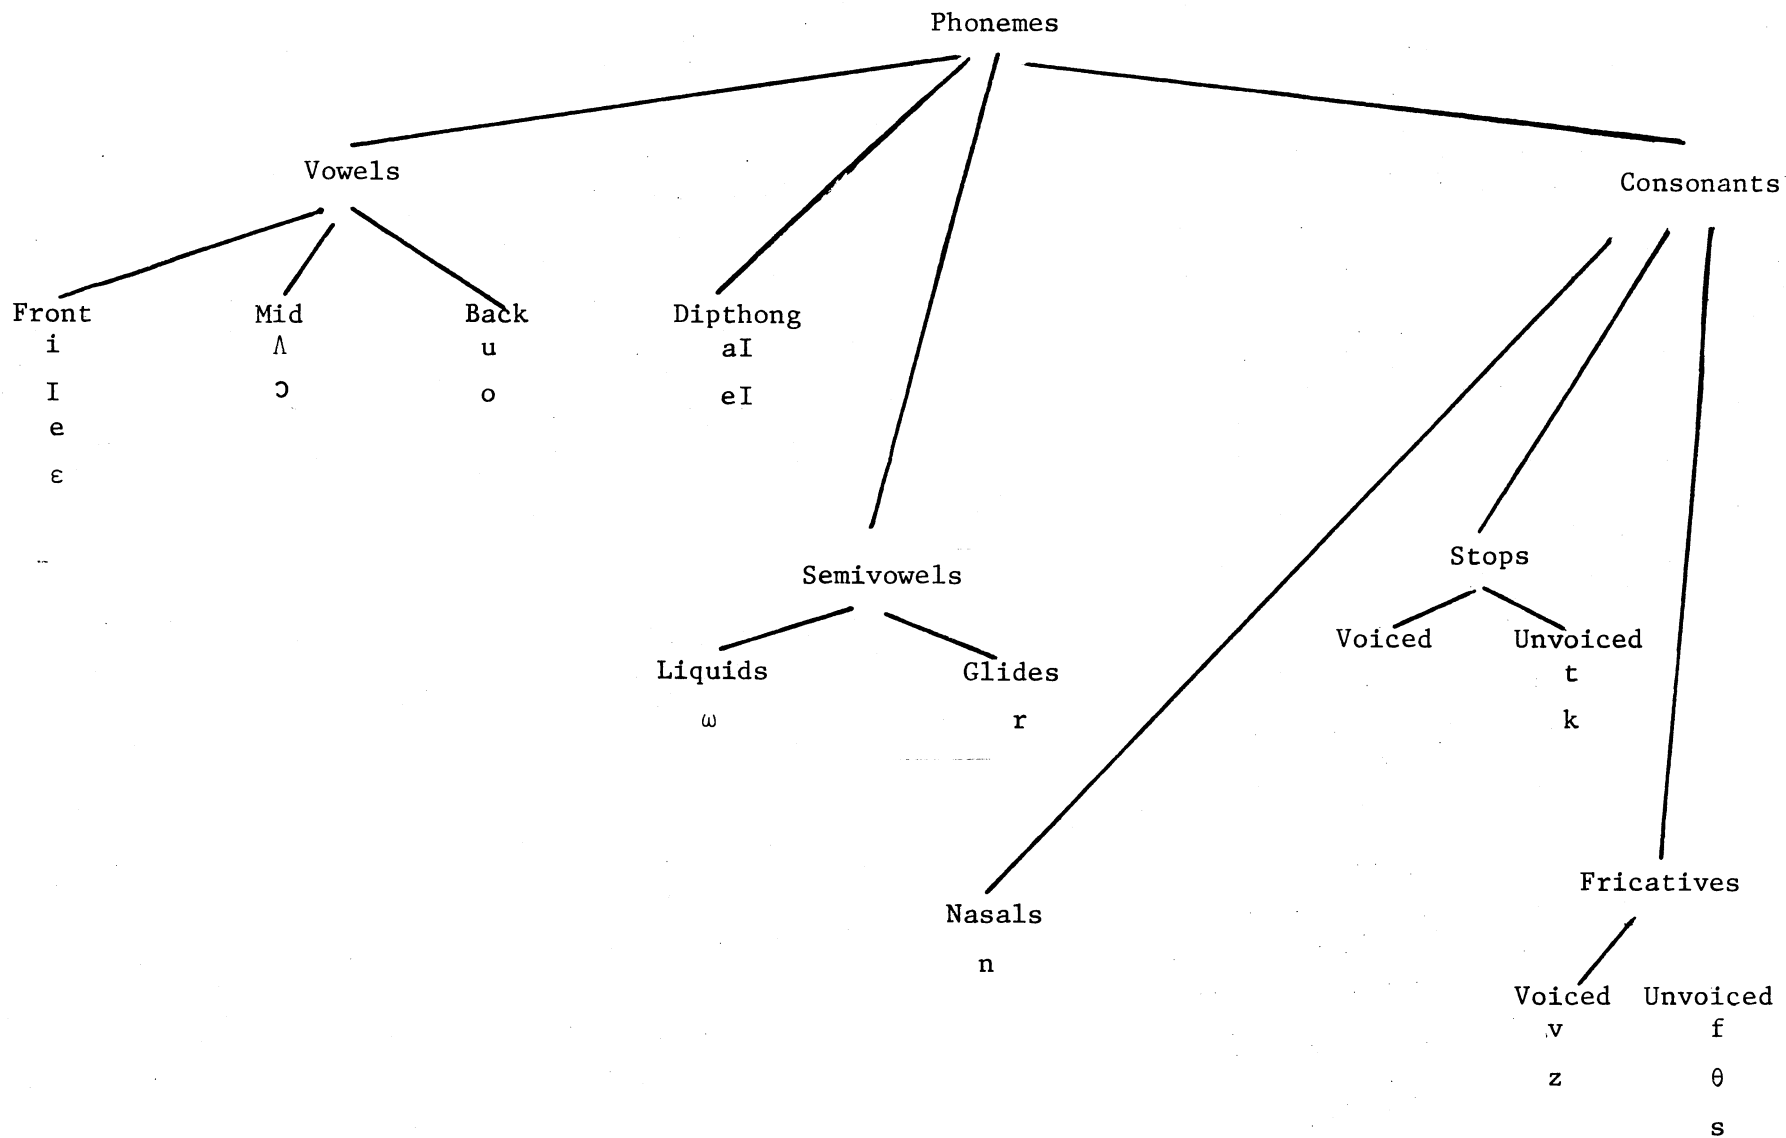 Phonemes
Vowels
Consonants
Front Mid Back Dipthong
i Λ u aI
I ɔ o eI
e
ε
Stops
Semivowels
Voiced Unvoiced
Liquids Glides t
ω r k
Fricatives
Nasals
n
Voiced Unvoiced
v f
z θ
s